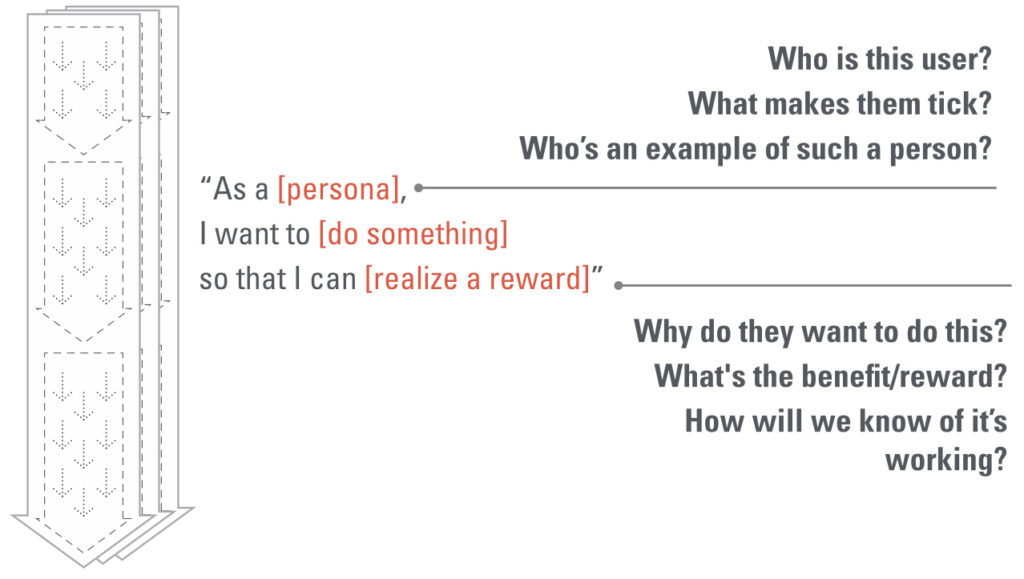 Who is this user?
What makes them tick?
Who’s an example of such a person?
“As a [persona],
I want to [do something]
so that I can [realize a reward]”
Why do they want to do this?
What's the benefit/reward?
How will we know of it’s
working?